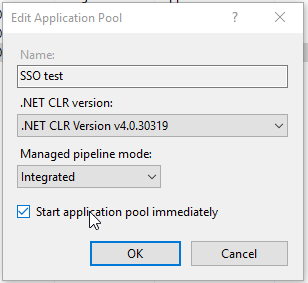 Edit Application Pool
Name:
SSO test
.NET CLR version:
.NET CLR Version v4.0.30319
Managed pipeline mode:
Integrated
Start application pool immediately
OK Cancel